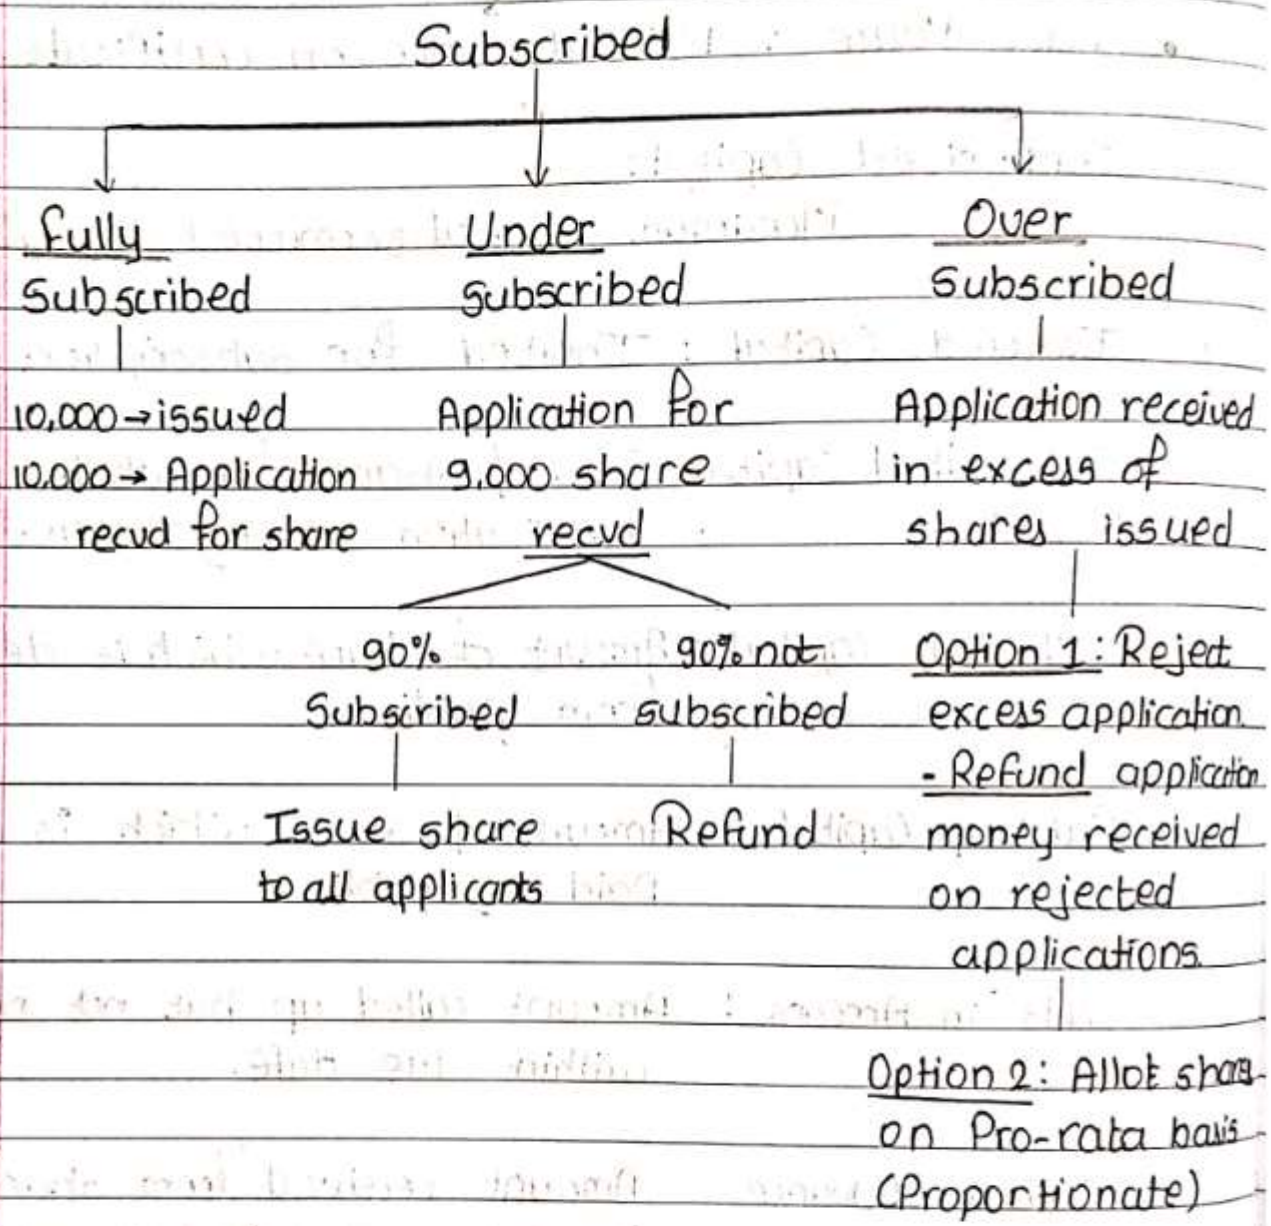 Subscribed
Fully
Subscribed
10,000→issued
10,000→ Application
recvd for share
Under
subscribed
Application for
9,000 share
recvd
90%
Subscribed
Issue share
to all applicants
90% not
subscribed
Refund
Over
Subscribed
Application received
in excess of
shares issued
Option 1: Reject
excess application
- Refund application
money received
on rejected
applications.
Option 2: Allot share
on Pro-rata basis
(Proportionate)